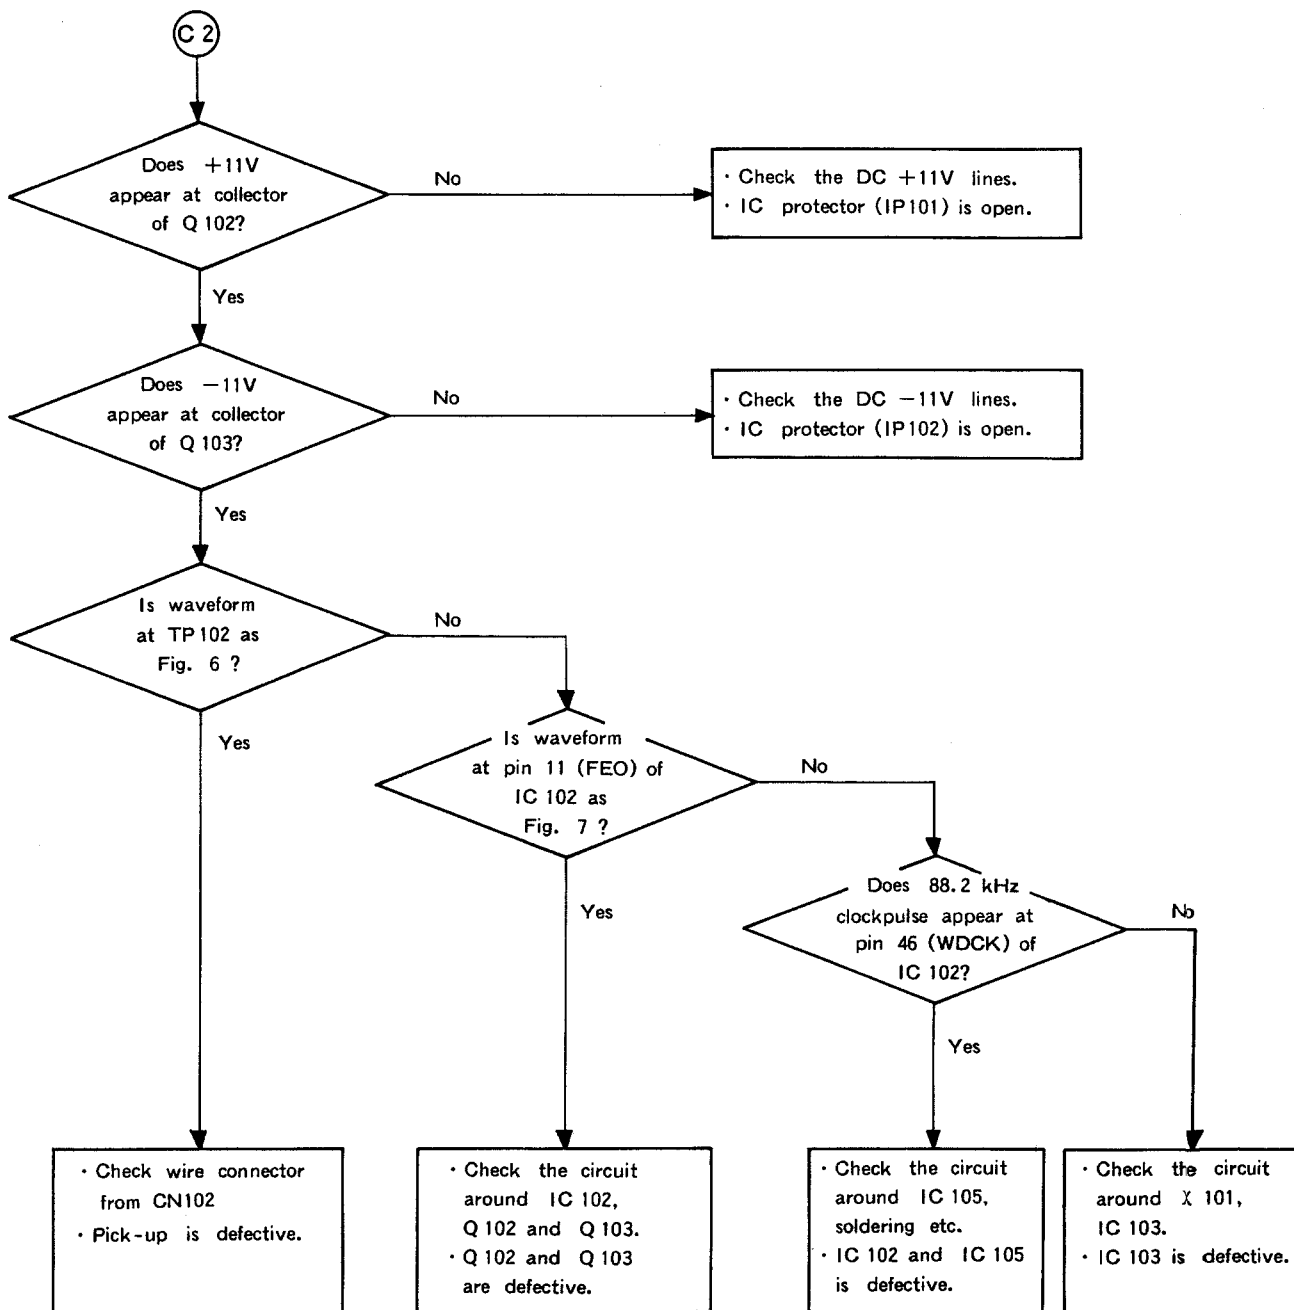 C 2
Does +11V
appear at collector
of Q 102?
No
· Check the DC +11V lines.
· IC protector (IP101) is open.
Yes
Does −11V
appear at collector
of Q 103?
No
· Check the DC −11V lines.
· IC protector (IP102) is open.
Yes
Is waveform
at TP 102 as
Fig. 6 ?
No
Yes
Is waveform
at pin 11 (FEO) of
IC 102 as
Fig. 7 ?
No
Yes
Does 88.2 kHz
clockpulse appear at
pin 46 (WDCK) of
IC 102?
No
Yes
· Check wire connector
from CN102
· Pick-up is defective.
· Check the circuit
around IC 102,
Q 102 and Q 103.
· Q 102 and Q 103
are defective.
· Check the circuit
around IC 105,
soldering etc.
· IC 102 and IC 105
is defective.
· Check the circuit
around X 101,
IC 103.
· IC 103 is defective.